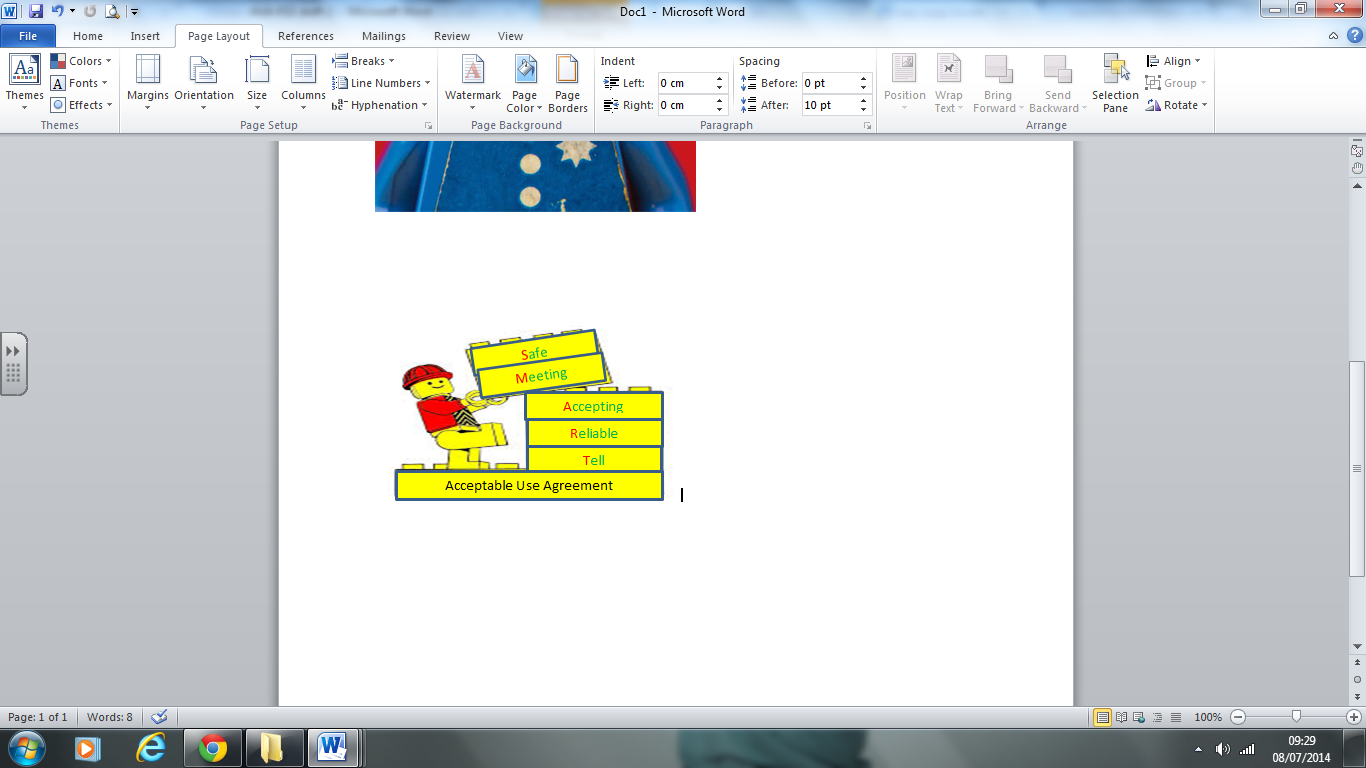 Doc1 - Microsoft Word
File Home Insert Page Layout References Mailings Review View
Aa Themes
Colors
Fonts
Effects
Themes
Margins Orientation Size Columns
Breaks
Line Numbers
Hyphenation
Page Setup
Watermark Page Color Page Borders
Page Background
Indent
Left: 0 cm
Right: 0 cm
Spacing
Before: 0 pt
After: 10 pt
Paragraph
Position Wrap Text Bring Forward Send Backward Selection Pane
Align
Group
Rotate
Arrange
Safe
Meeting
Accepting
Reliable
Tell
Acceptable Use Agreement
Page: 1 of 1 Words: 8 100%
09:29
08/07/2014